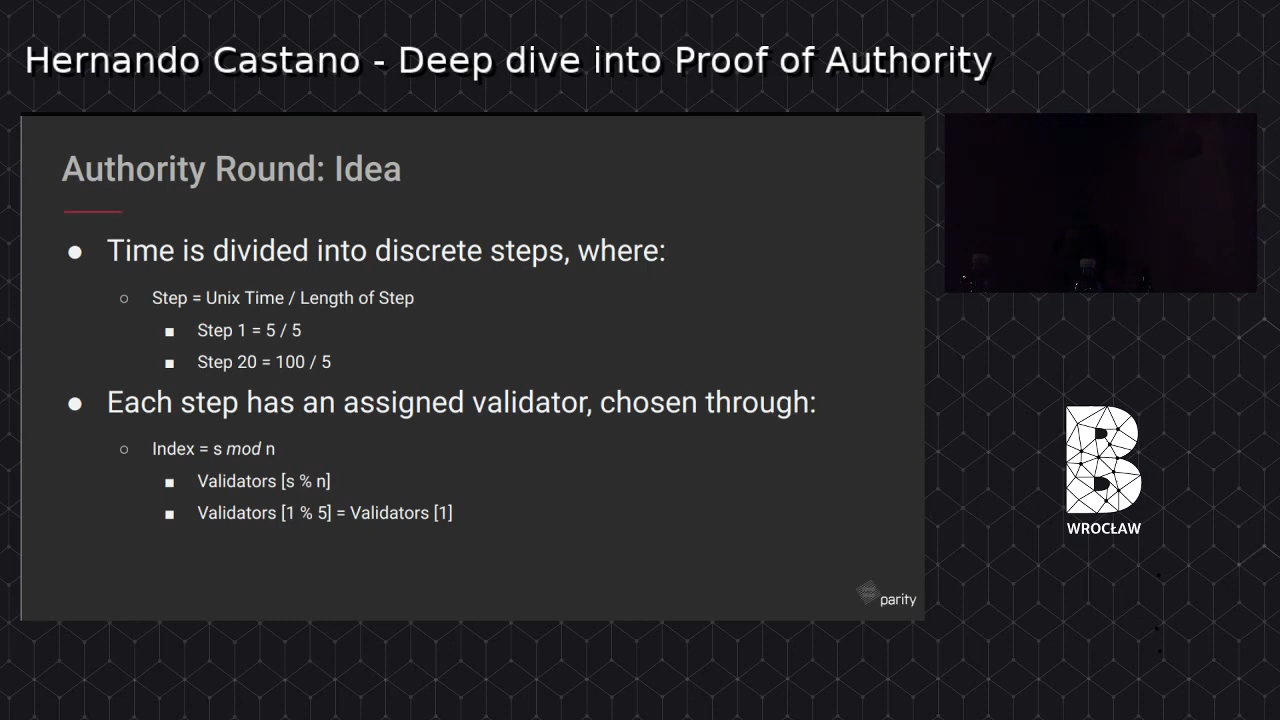 Hernando Castano - Deep dive into Proof of Authority
Authority Round: Idea
● Time is divided into discrete steps, where:
○ Step = Unix Time / Length of Step
■ Step 1 = 5 / 5
■ Step 20 = 100 / 5
● Each step has an assigned validator, chosen through:
○ Index = s mod n
■ Validators [s % n]
■ Validators [1 % 5] = Validators [1]
parity
B
WROCŁAW